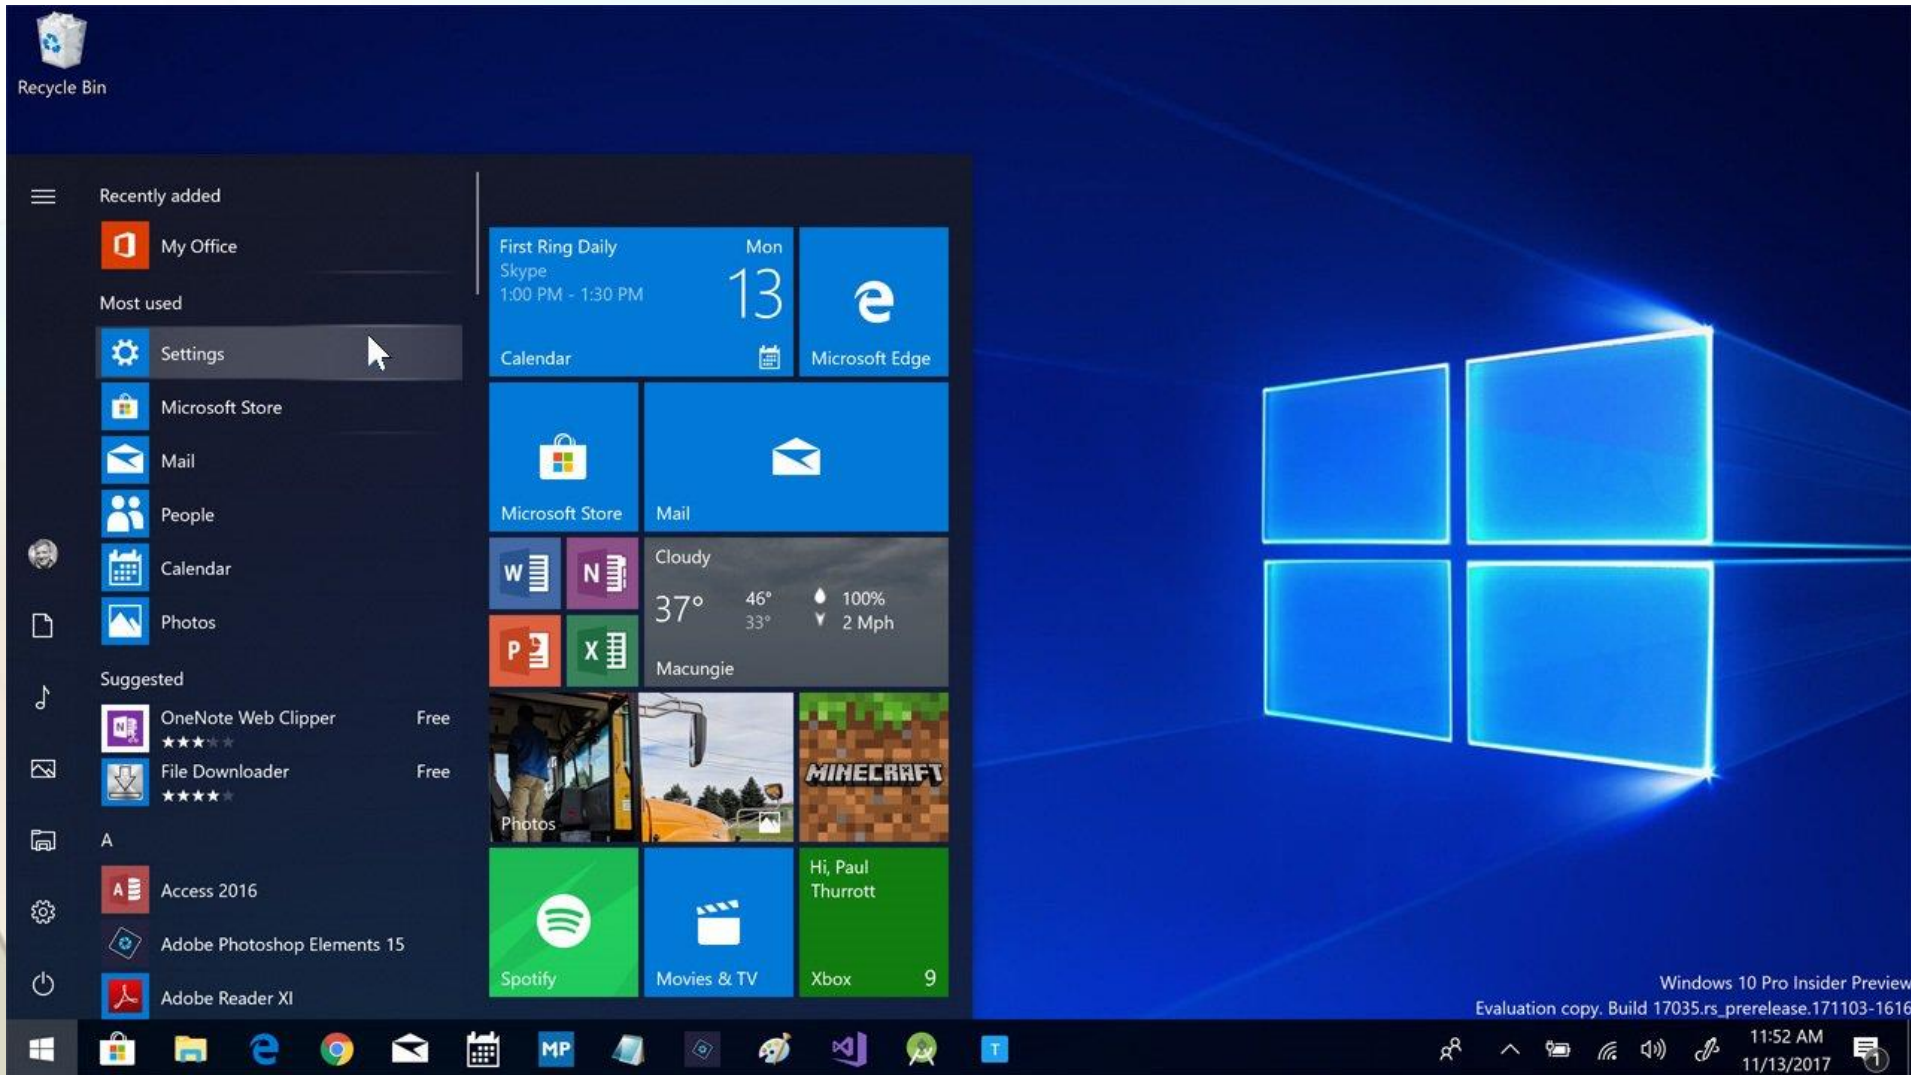 Recycle Bin
Recently added
My Office
Most used
Settings
Microsoft Store
Mail
People
Calendar
Photos
Suggested
OneNote Web Clipper Free
File Downloader Free
A
Access 2016
Adobe Photoshop Elements 15
Adobe Reader XI
First Ring Daily Mon
Skype
1:00 PM - 1:30 PM 13
Calendar
Microsoft Edge
Microsoft Store
Mail
W
N
P
X
Cloudy
37° 46° 100%
33° 2 Mph
Macungie
Photos
MINECRAFT
Spotify
Movies & TV
Hi, Paul
Thurrott
Xbox 9
Windows 10 Pro Insider Preview
Evaluation copy. Build 17035.rs_prerelease.171103-1616
MP
T
11:52 AM
11/13/2017
1